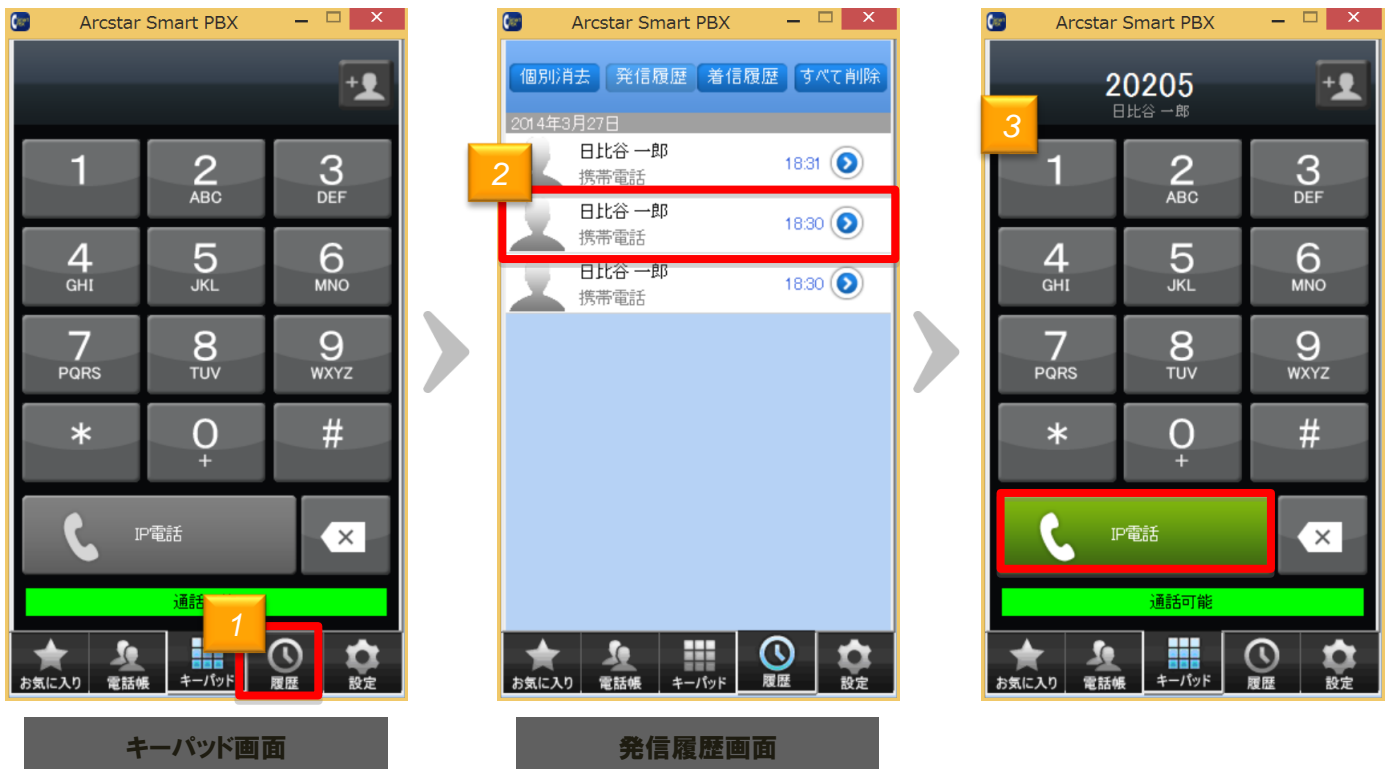 Arcstar Smart PBX
1
2
ABC
3
DEF
4
GHI
5
JKL
6
MNO
7
PQRS
8
TUV
9
WXYZ
*
0
+
#
IP電話
通話
1
お気に入り
電話帳
キーパッド
履歴
設定
キーパッド画面
Arcstar Smart PBX
個別消去
発信履歴
着信履歴
すべて削除
2014年3月27日
日比谷 一郎
携帯電話
18:31
2
日比谷 一郎
携帯電話
18:30
日比谷 一郎
携帯電話
18:30
お気に入り
電話帳
キーパッド
履歴
設定
発信履歴画面
Arcstar Smart PBX
20205
日比谷 一郎
3
1
2
ABC
3
DEF
4
GHI
5
JKL
6
MNO
7
PQRS
8
TUV
9
WXYZ
*
0
+
#
IP電話
通話可能
お気に入り
電話帳
キーパッド
履歴
設定